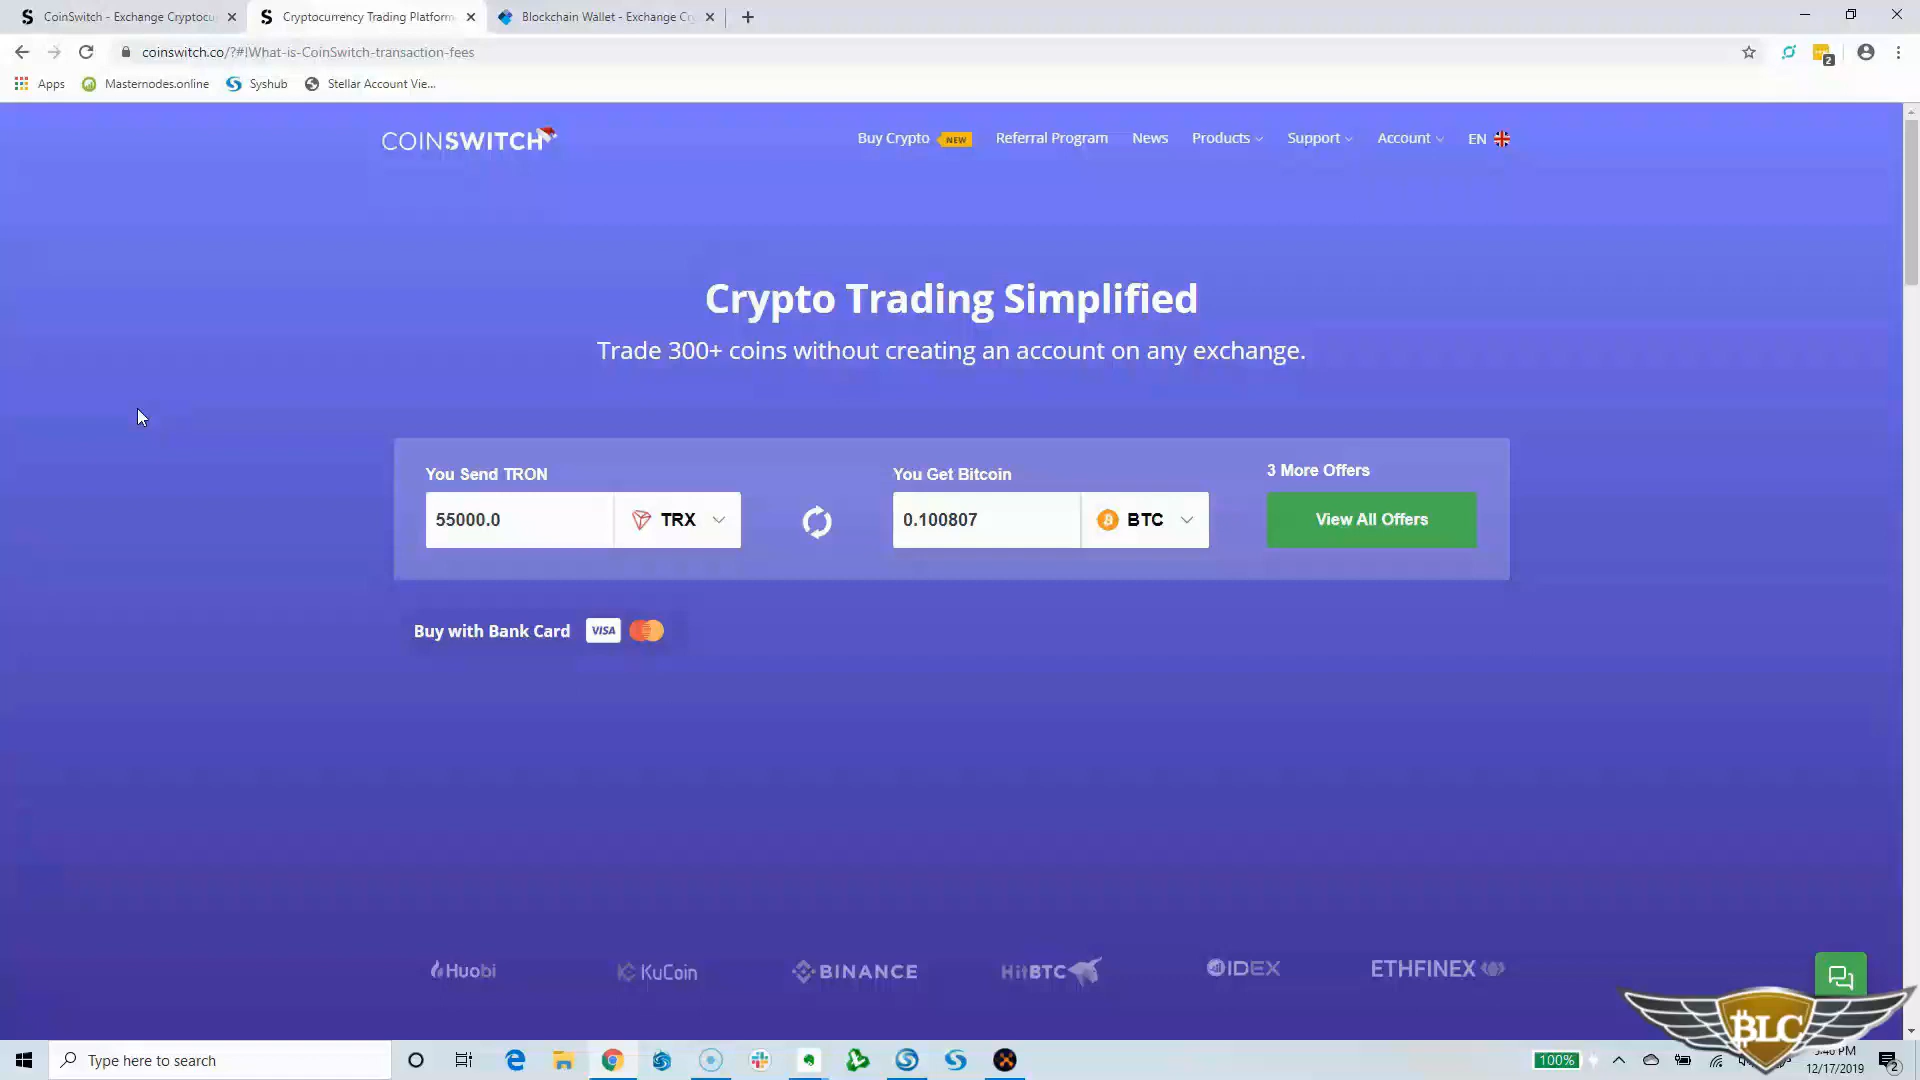 CoinSwitch - Exchange Cryptocu
Cryptocurrency Trading Platform
Blockchain Wallet - Exchange Cr
coinswitch.co/?#!What-is-CoinSwitch-transaction-fees
2
Apps
Masternodes.online
Syshub
Stellar Account Vie...
COINSWITCH
Buy Crypto NEW
Referral Program
News
Products
Support
Account
EN
Crypto Trading Simplified
Trade 300+ coins without creating an account on any exchange.
You Send TRON
You Get Bitcoin
3 More Offers
55000.0
TRX
0.100807
BTC
View All Offers
Buy with Bank Card VISA
Huobi
KuCoin
BINANCE
HitBTC
IDEX
ETHFINEX
BLC
Type here to search
100%
PM
12/17/2019
2